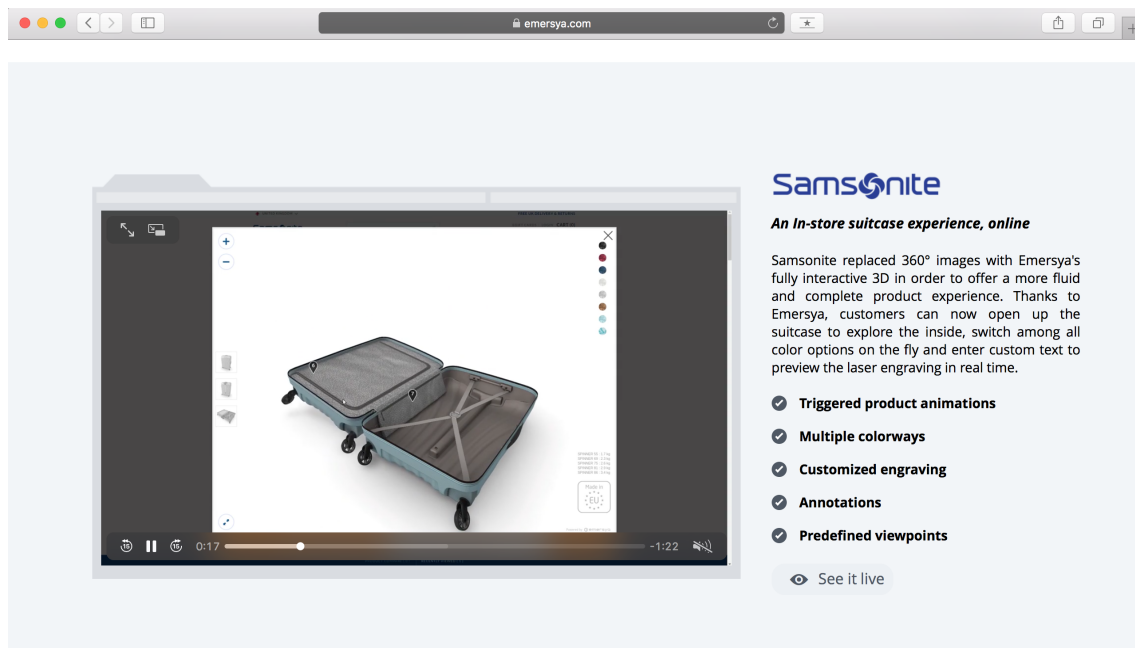 emersya.com
Samsonite
An In-store suitcase experience, online
Samsonite replaced 360° images with Emersya's
fully interactive 3D in order to offer a more fluid
and complete product experience. Thanks to
Emersya, customers can now open up the
suitcase to explore the inside, switch among all
color options on the fly and enter custom text to
preview the laser engraving in real time.
Triggered product animations
Multiple colorways
Customized engraving
Annotations
Predefined viewpoints
See it live
Made in
EU
15
15
0:17
-1:22